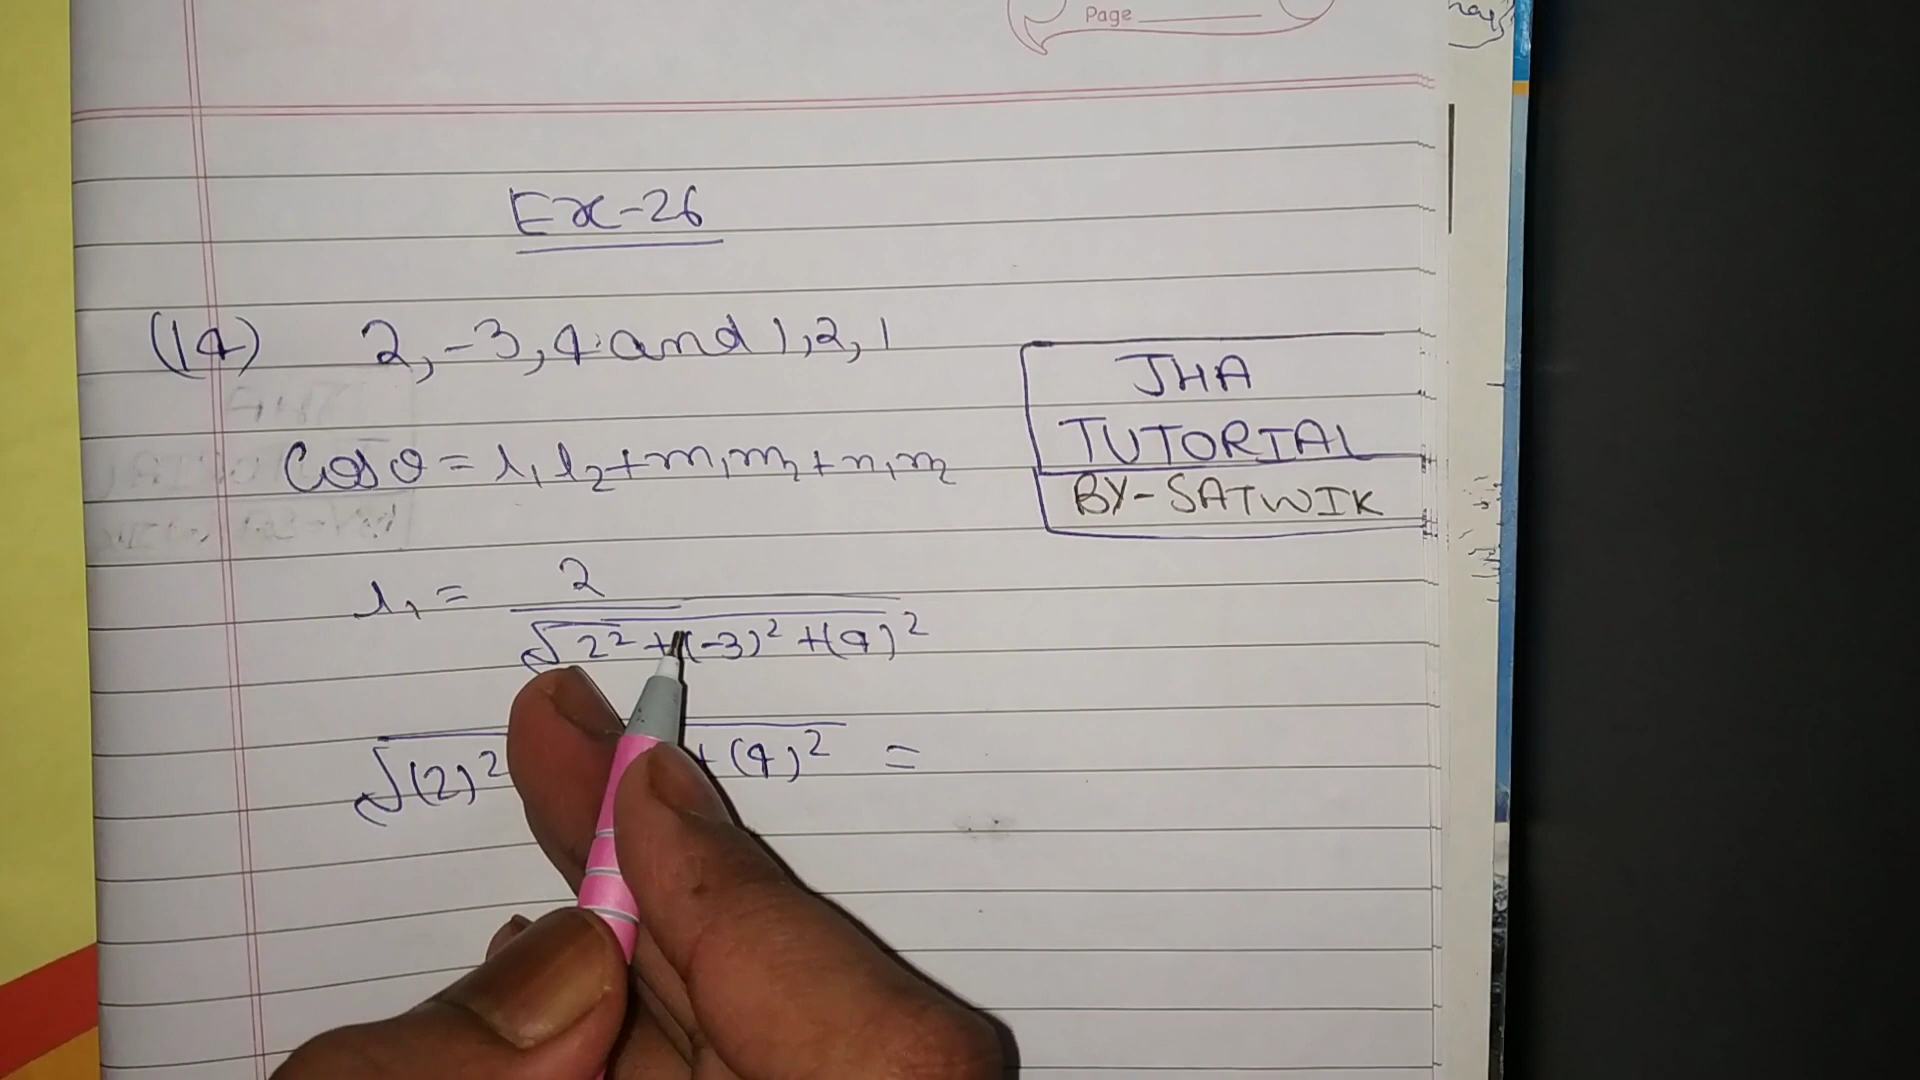 Page
Ex-26
(14) 2,-3,4 and 1,2,1
Cosθ = l₁l₂+m₁m₂+n₁n₂
JHA
TUTORIAL
BY-SATWIK
l₁ = 2
√2²+(-3)²+(4)²
√(2)² +(4)² =